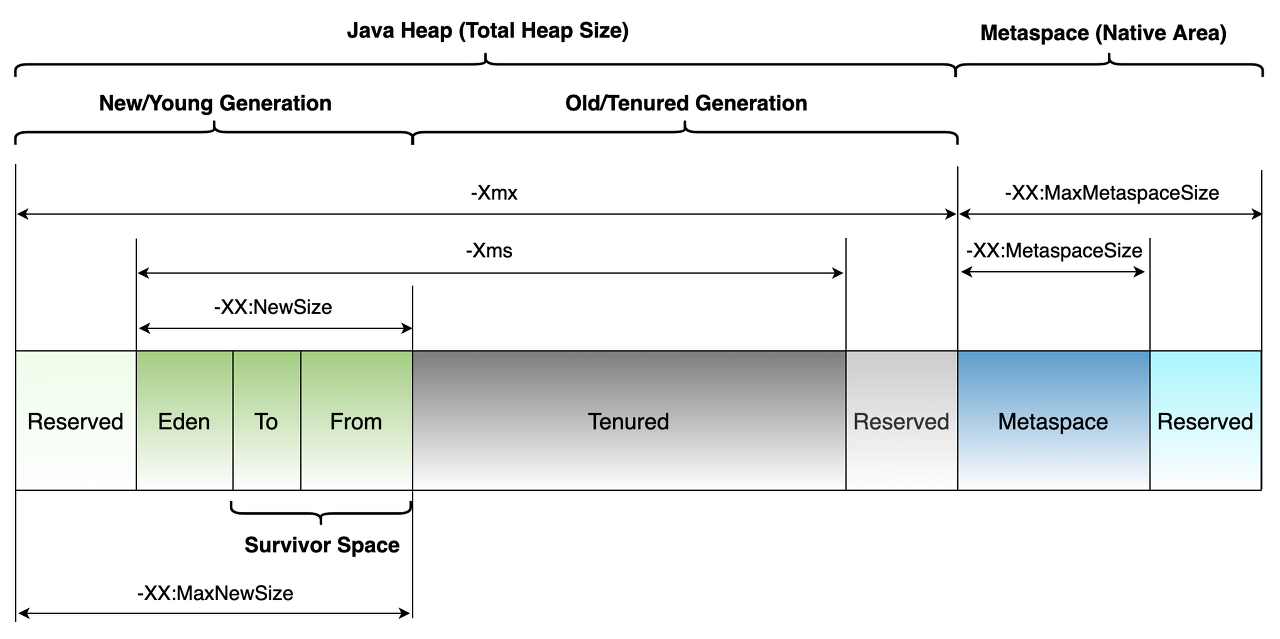 Java Heap (Total Heap Size)
Metaspace (Native Area)
New/Young Generation
Old/Tenured Generation
-Xmx
-XX:MaxMetaspaceSize
-Xms
-XX:MetaspaceSize
-XX:NewSize
Reserved
Eden
To
From
Tenured
Reserved
Metaspace
Reserved
Survivor Space
-XX:MaxNewSize